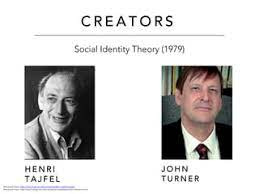 CREATORS
Social Identity Theory (1979)
HENRI
TAJFEL
JOHN
TURNER